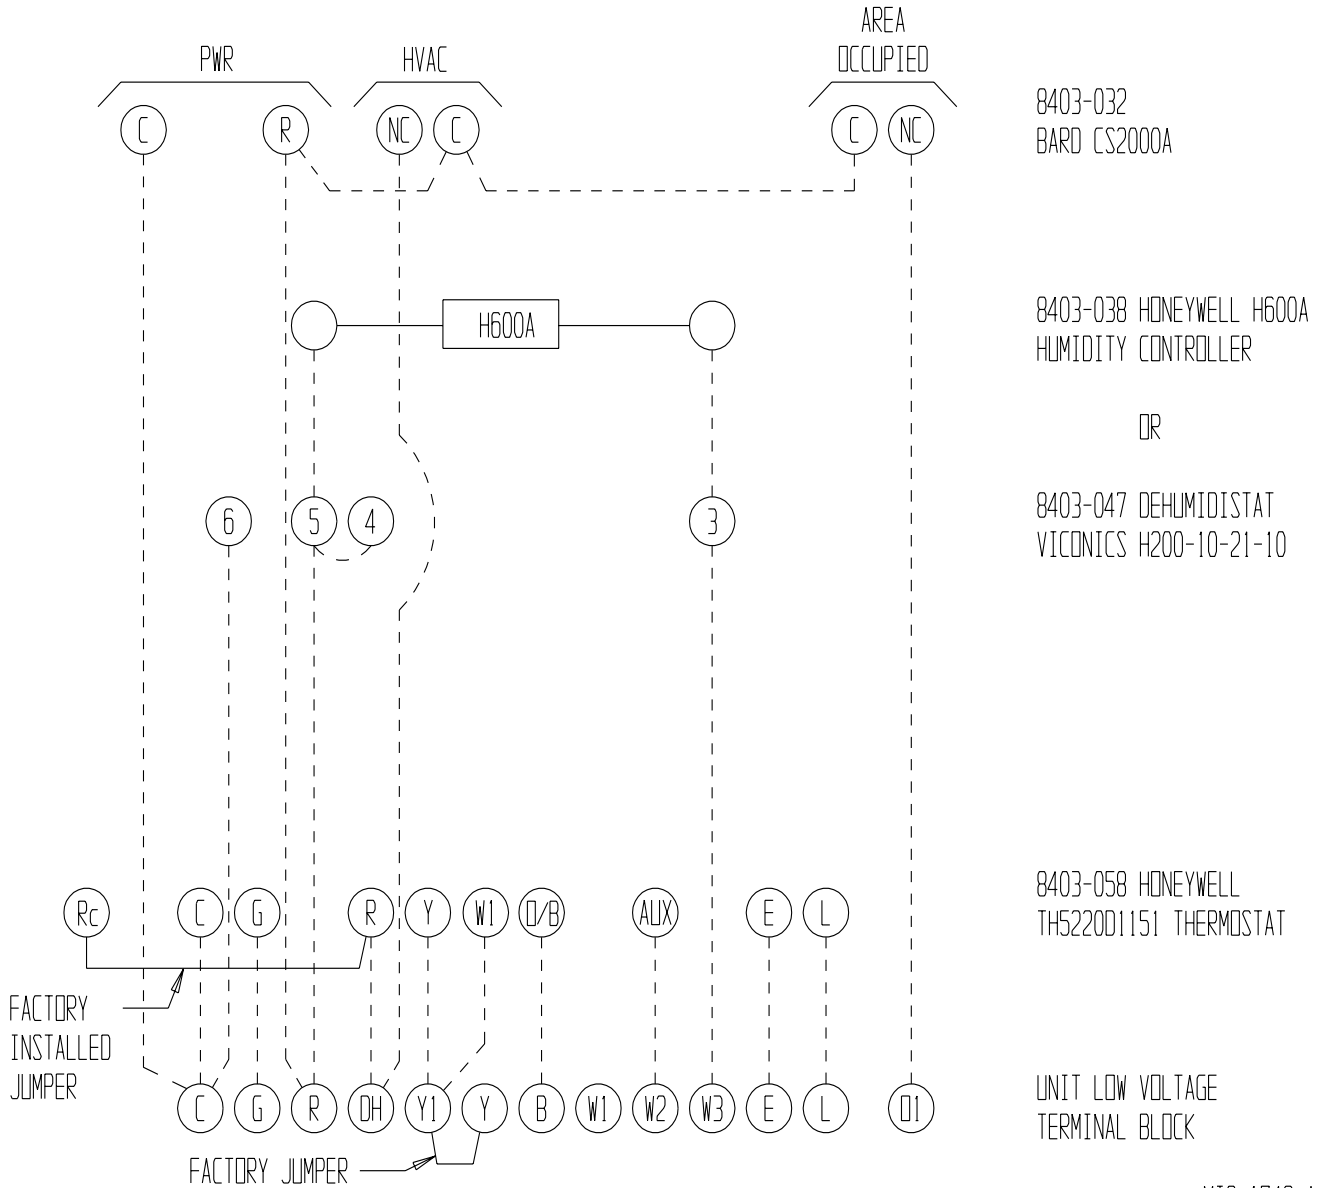 AREA
PWR HVAC OCCUPIED
C R NC C C NC
8403-032
BARD CS2000A
H600A
8403-038 HONEYWELL H600A
HUMIDITY CONTROLLER
OR
6 5 4 3
8403-047 DEHUMIDISTAT
VICONICS H200-10-21-10
Rc C G R Y W1 O/B AUX E L
8403-058 HONEYWELL
TH5220D1151 THERMOSTAT
FACTORY
INSTALLED
JUMPER
C G R DH Y1 Y B W1 W2 W3 E L O1
UNIT LOW VOLTAGE
TERMINAL BLOCK
FACTORY JUMPER